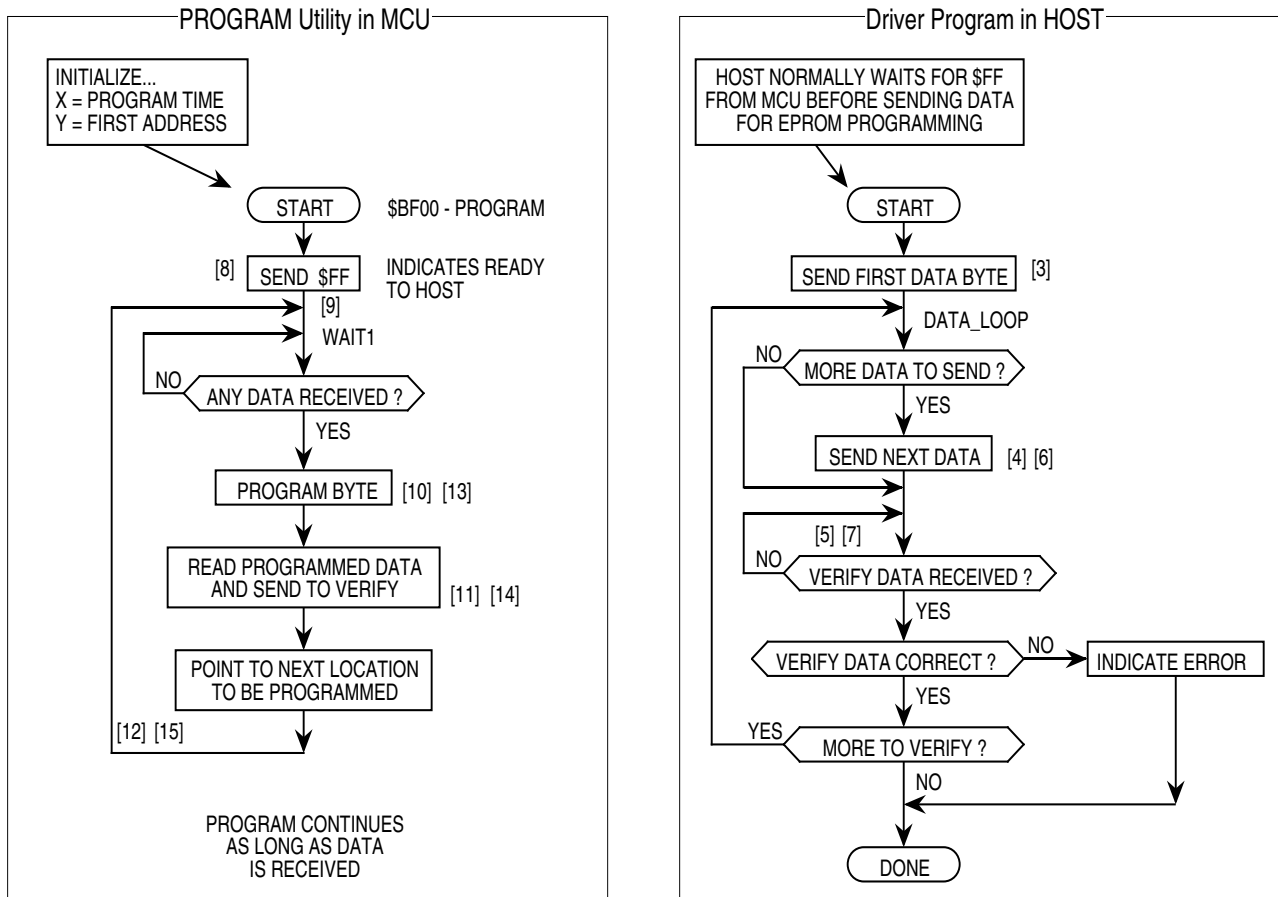 PROGRAM Utility in MCU
INITIALIZE...
X = PROGRAM TIME
Y = FIRST ADDRESS
START
$BF00 - PROGRAM
[8]
SEND $FF
INDICATES READY
TO HOST
[9]
WAIT1
NO
ANY DATA RECEIVED ?
YES
PROGRAM BYTE
[10] [13]
READ PROGRAMMED DATA
AND SEND TO VERIFY
[11] [14]
POINT TO NEXT LOCATION
TO BE PROGRAMMED
[12] [15]
PROGRAM CONTINUES
AS LONG AS DATA
IS RECEIVED
Driver Program in HOST
HOST NORMALLY WAITS FOR $FF
FROM MCU BEFORE SENDING DATA
FOR EPROM PROGRAMMING
START
SEND FIRST DATA BYTE
[3]
DATA_LOOP
NO
MORE DATA TO SEND ?
YES
SEND NEXT DATA
[4] [6]
[5] [7]
NO
VERIFY DATA RECEIVED ?
YES
VERIFY DATA CORRECT ?
NO
INDICATE ERROR
YES
YES
MORE TO VERIFY ?
NO
DONE